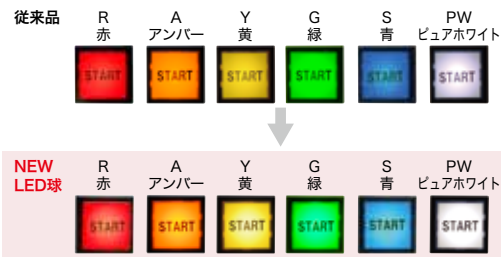 従来品 R A Y G S PW
赤 アンバー 黄 緑 青 ピュアホワイト
START START START START START START
NEW R A Y G S PW
LED球 赤 アンバー 黄 緑 青 ピュアホワイト
START START START START START START